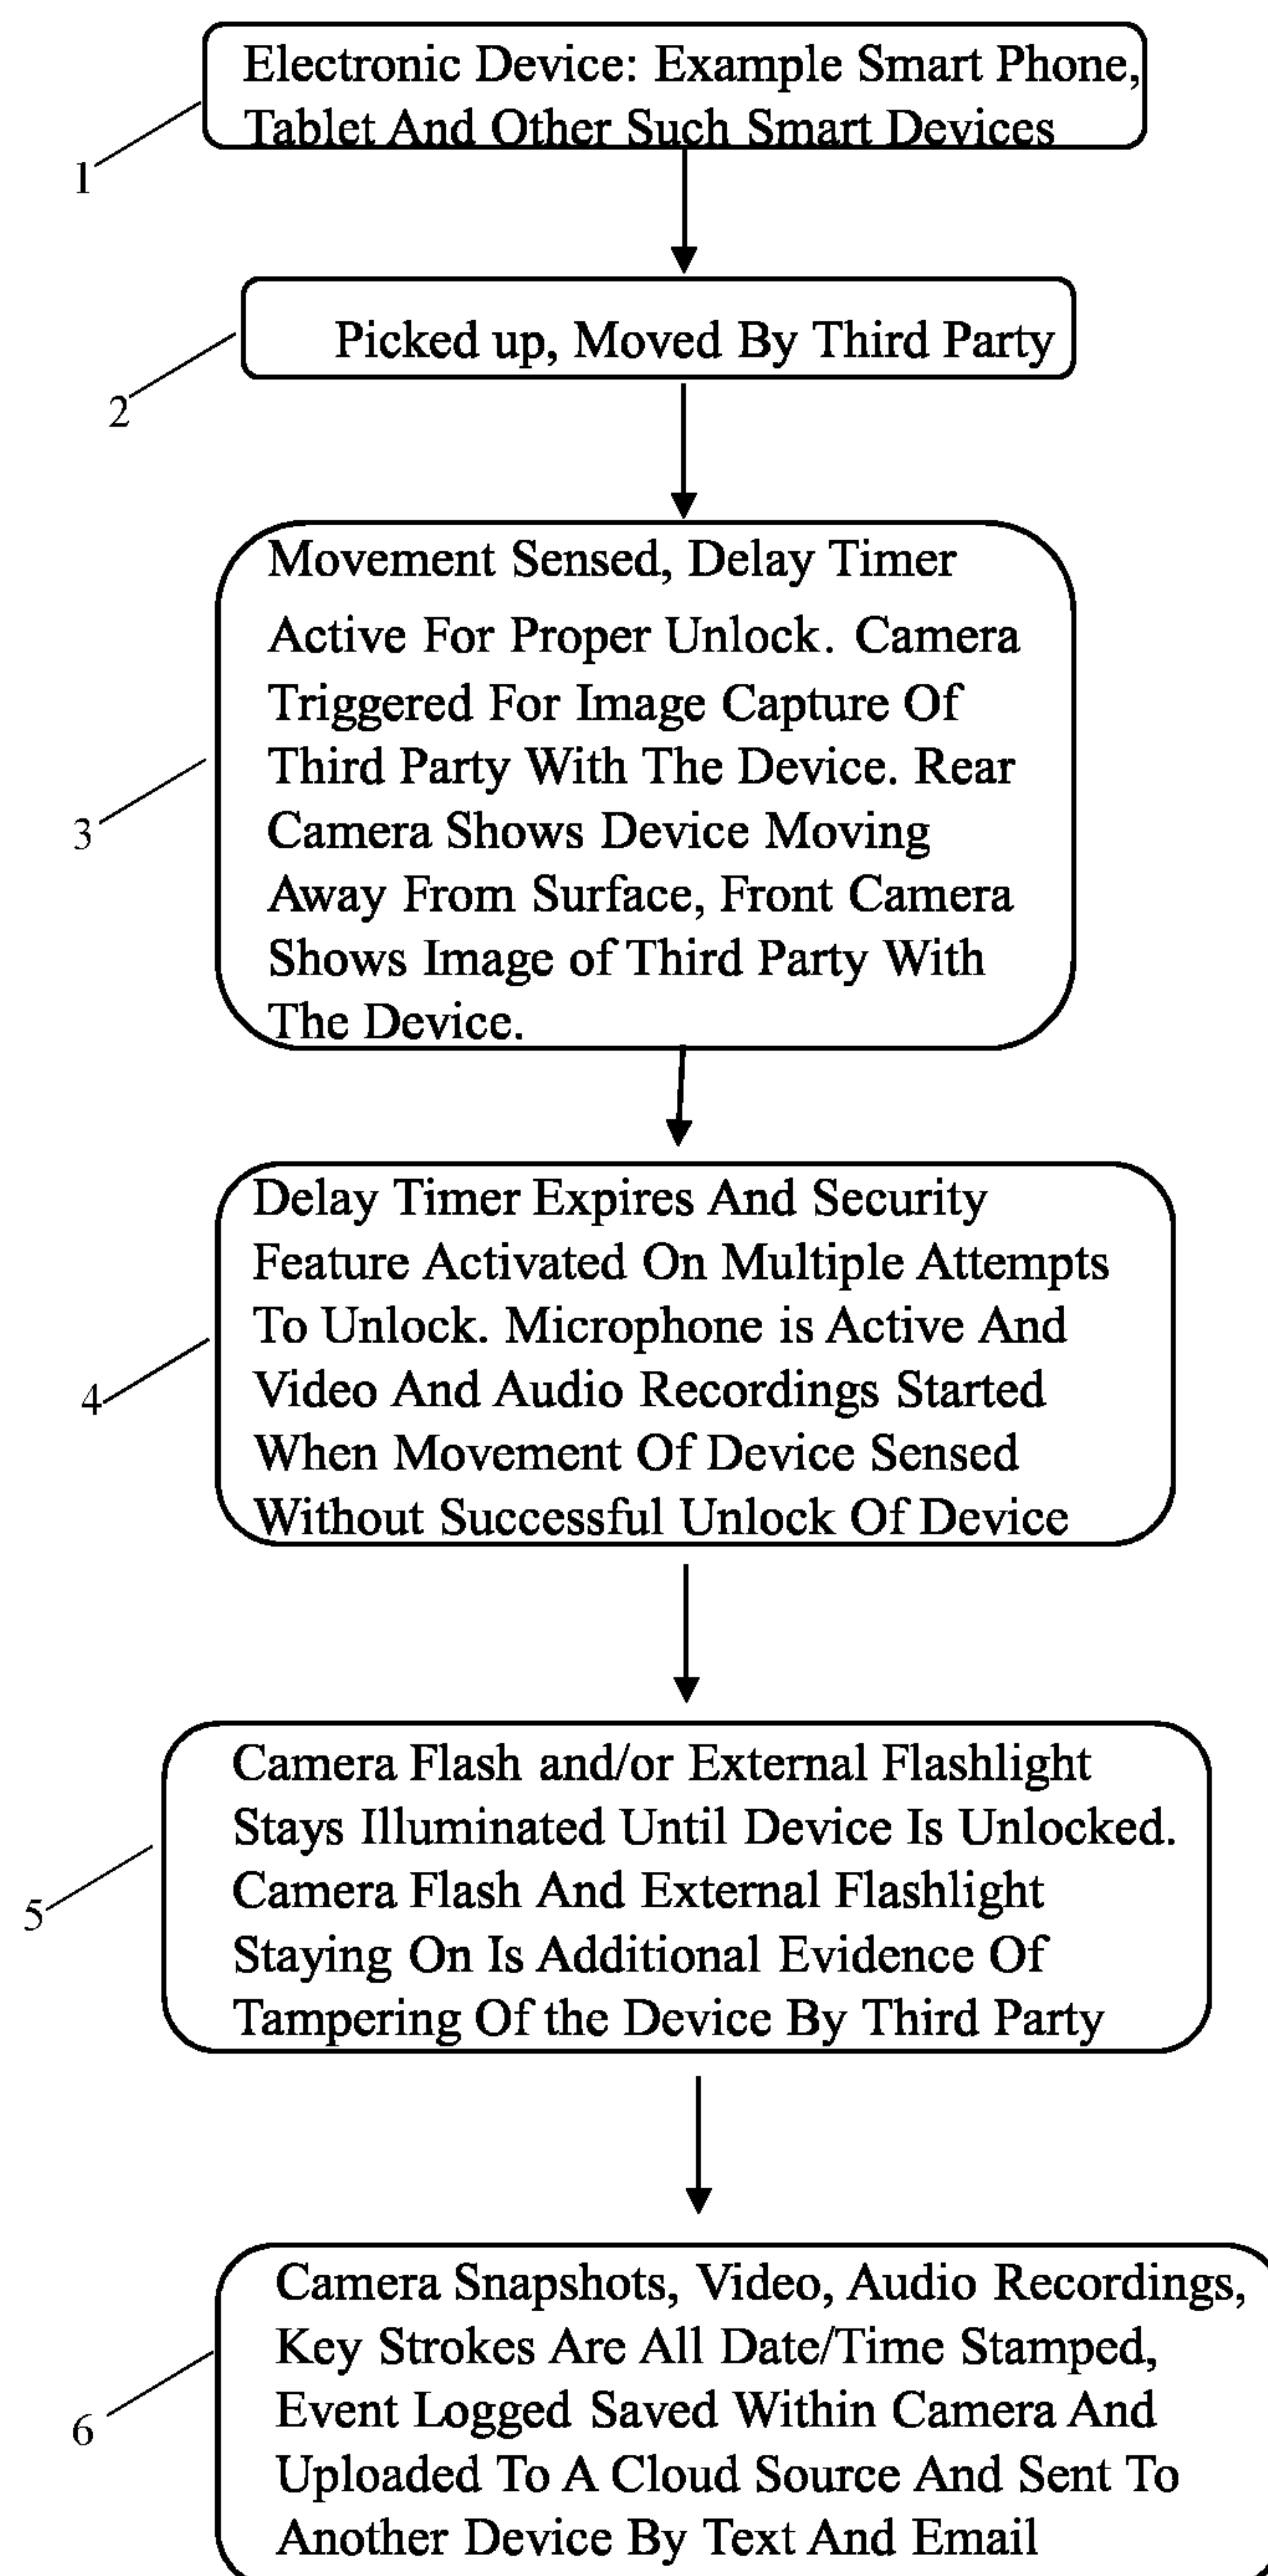 Electronic Device: Example Smart Phone,
Tablet And Other Such Smart Devices
1
Picked up, Moved By Third Party
2
Movement Sensed, Delay Timer
Active For Proper Unlock. Camera
Triggered For Image Capture Of
Third Party With The Device. Rear
Camera Shows Device Moving
Away From Surface, Front Camera
Shows Image of Third Party With
The Device.
3
Delay Timer Expires And Security
Feature Activated On Multiple Attempts
To Unlock. Microphone is Active And
Video And Audio Recordings Started
When Movement Of Device Sensed
Without Successful Unlock Of Device
4
Camera Flash and/or External Flashlight
Stays Illuminated Until Device Is Unlocked.
Camera Flash And External Flashlight
Staying On Is Additional Evidence Of
Tampering Of the Device By Third Party
5
Camera Snapshots, Video, Audio Recordings,
Key Strokes Are All Date/Time Stamped,
Event Logged Saved Within Camera And
Uploaded To A Cloud Source And Sent To
Another Device By Text And Email
6